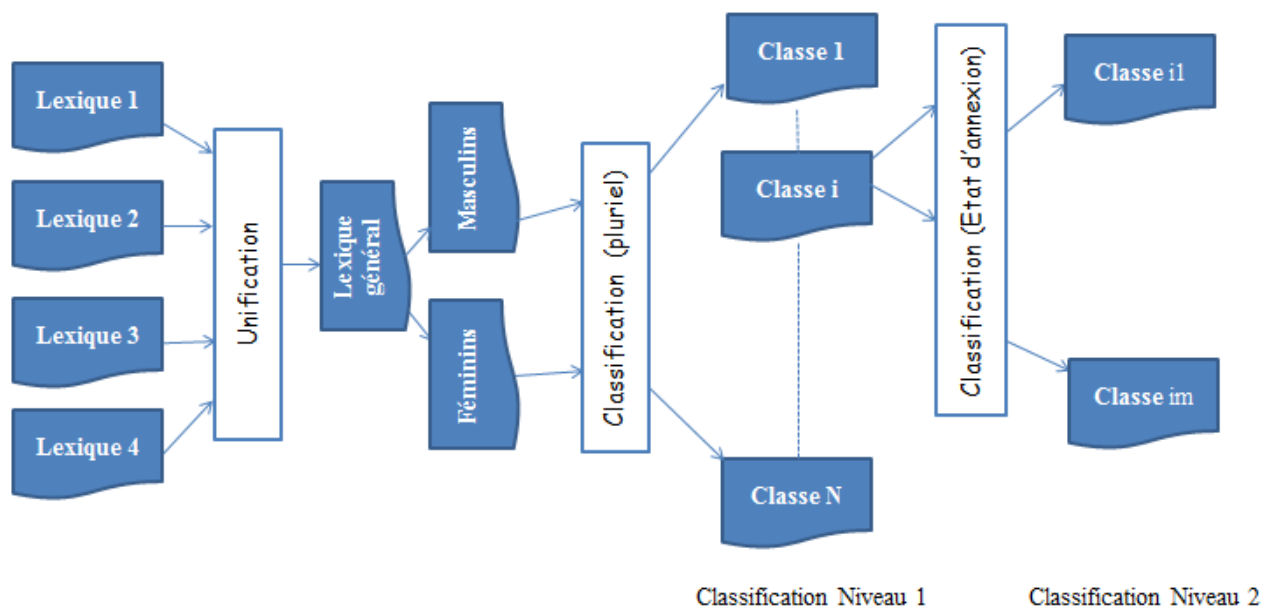 Lexique 1
Lexique 2
Lexique 3
Lexique 4
Unification
Lexique
général
Masculins
Féminins
Classification (pluriel)
Classe 1
Classe i
Classe N
Classification (Etat d'annexion)
Classe i1
Classe im
Classification Niveau 1
Classification Niveau 2